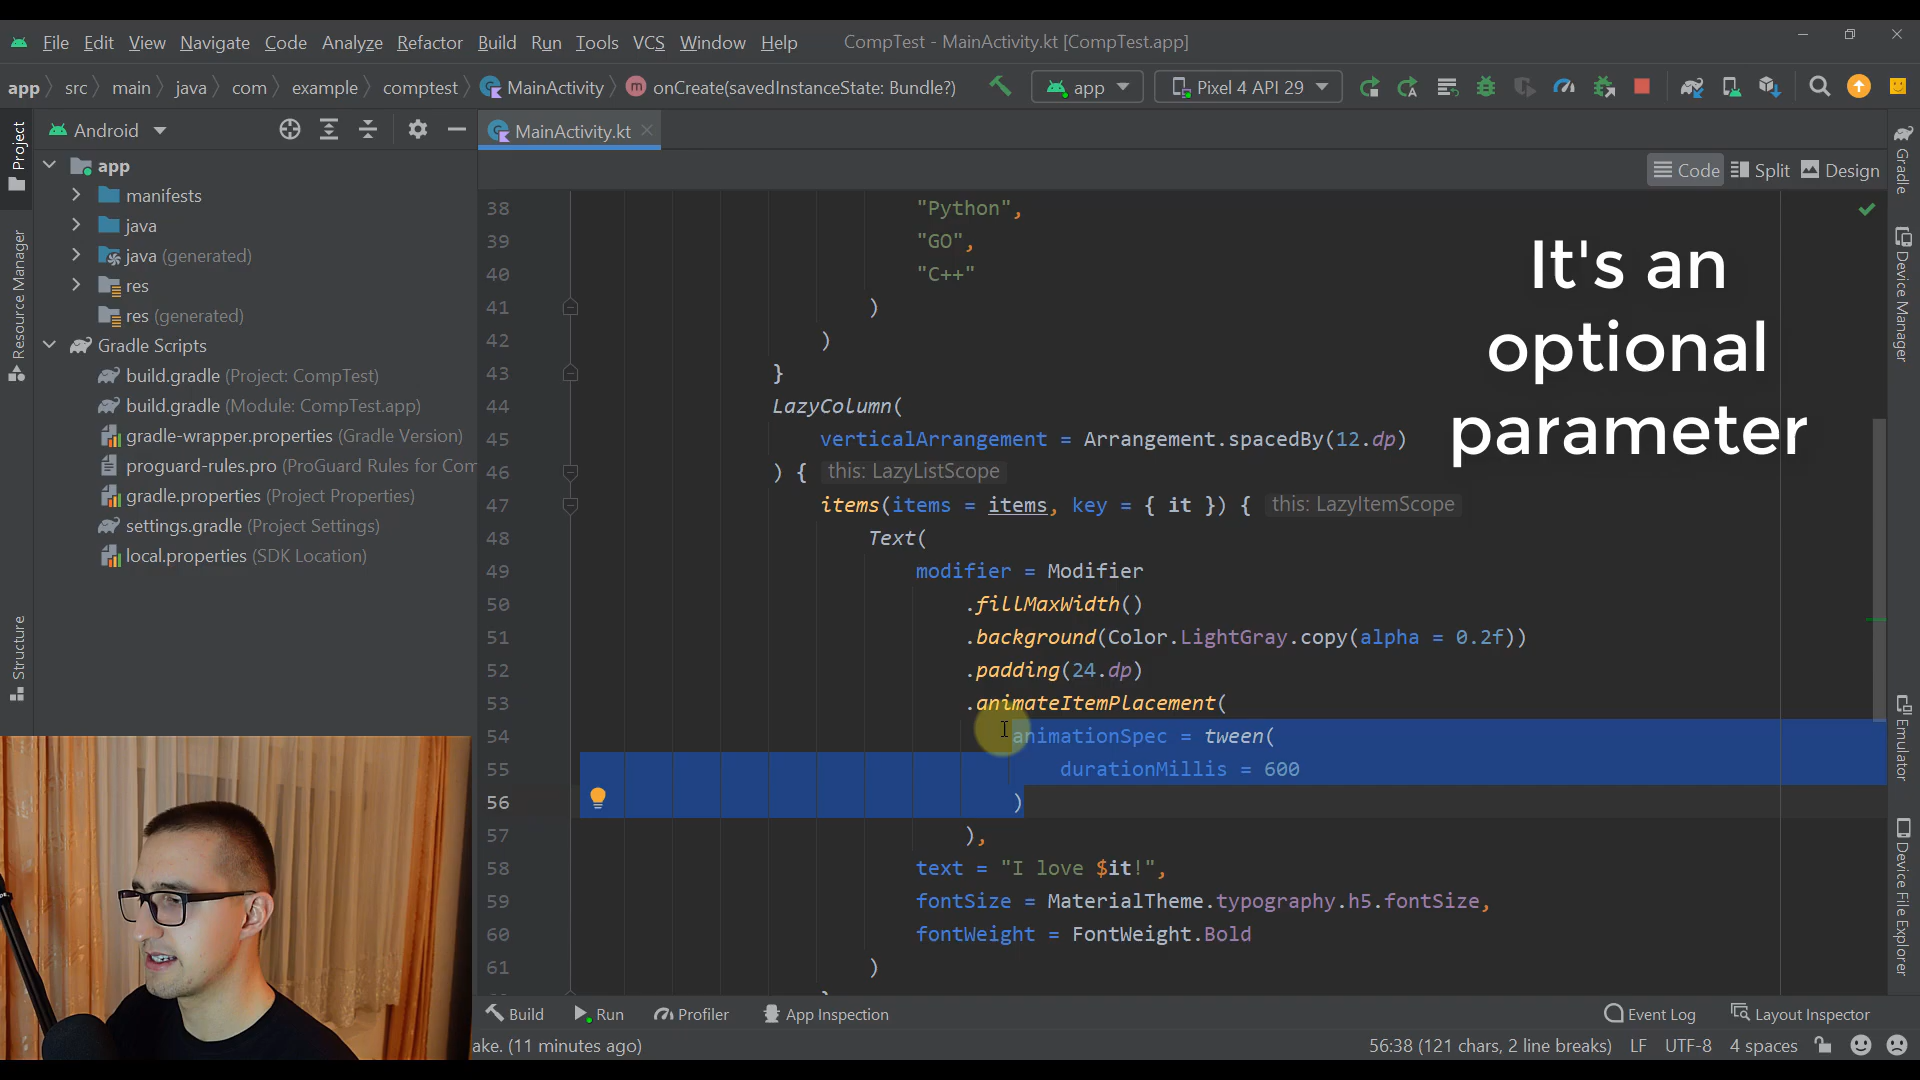 File Edit View Navigate Code Analyze Refactor Build Run Tools VCS Window Help CompTest - MainActivity.kt [CompTest.app]
app src main java com example comptest MainActivity onCreate(savedInstanceState: Bundle?) app Pixel 4 API 29
Android
MainActivity.kt
Code Split Design
Project
Resource Manager
Structure
app
manifests
java
java (generated)
res
res (generated)
Gradle Scripts
build.gradle (Project: CompTest)
build.gradle (Module: CompTest.app)
gradle-wrapper.properties (Gradle Version)
proguard-rules.pro (ProGuard Rules for Com
gradle.properties (Project Properties)
settings.gradle (Project Settings)
local.properties (SDK Location)
38 "Python",
39 "GO",
40 "C++"
41 )
42 )
43 }
44 LazyColumn(
45 verticalArrangement = Arrangement.spacedBy(12.dp)
46 ) { this: LazyListScope
47 items(items = items, key = { it }) { this: LazyItemScope
48 Text(
49 modifier = Modifier
50 .fillMaxWidth()
51 .background(Color.LightGray.copy(alpha = 0.2f))
52 .padding(24.dp)
53 .animateItemPlacement(
54 animationSpec = tween(
55 durationMillis = 600
56 )
57 ),
58 text = "I love $it!",
59 fontSize = MaterialTheme.typography.h5.fontSize,
60 fontWeight = FontWeight.Bold
61 )
It's an
optional
parameter
Gradle
Device Manager
Emulator
Device File Explorer
Build Run Profiler App Inspection Event Log Layout Inspector
ake. (11 minutes ago) 56:38 (121 chars, 2 line breaks) LF UTF-8 4 spaces